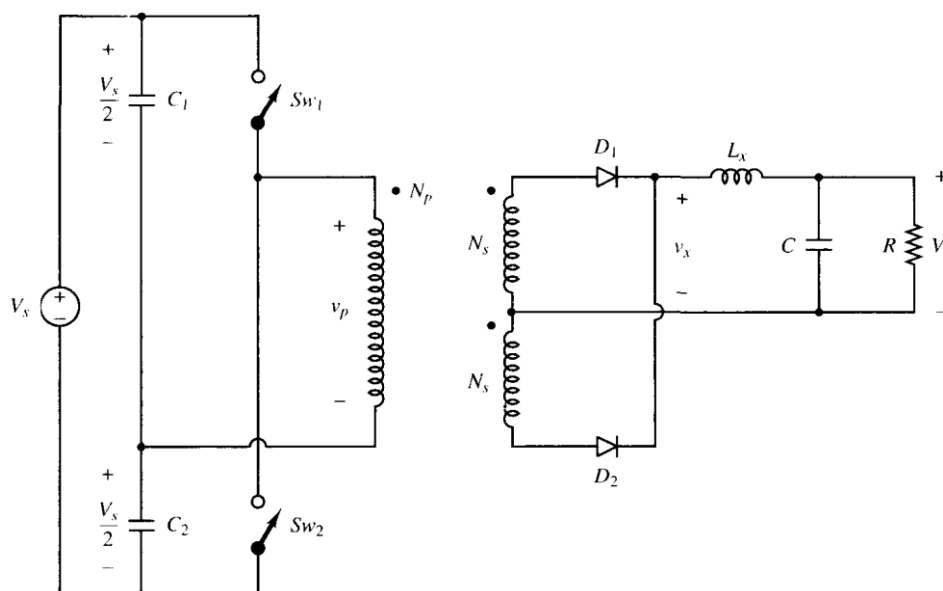 +
V_s/2
−
C_1
Sw_1
V_s
+
−
+
v_p
−
N_p
N_s
N_s
D_1
D_2
+
v_x
−
L_x
C
R
+
V
−
+
V_s/2
−
C_2
Sw_2